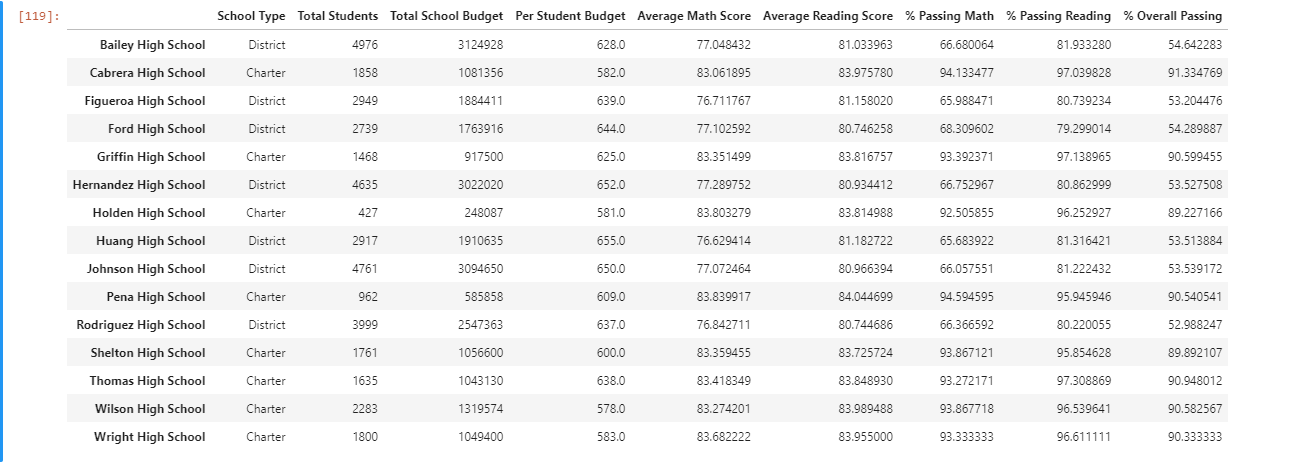 [119]: School Type Total Students Total School Budget Per Student Budget Average Math Score Average Reading Score % Passing Math % Passing Reading % Overall Passing
Bailey High School District 4976 3124928 628.0 77.048432 81.033963 66.680064 81.933280 54.642283
Cabrera High School Charter 1858 1081356 582.0 83.061895 83.975780 94.133477 97.039828 91.334769
Figueroa High School District 2949 1884411 639.0 76.711767 81.158020 65.988471 80.739234 53.204476
Ford High School District 2739 1763916 644.0 77.102592 80.746258 68.309602 79.299014 54.289887
Griffin High School Charter 1468 917500 625.0 83.351499 83.816757 93.392371 97.138965 90.599455
Hernandez High School District 4635 3022020 652.0 77.289752 80.934412 66.752967 80.862999 53.527508
Holden High School Charter 427 248087 581.0 83.803279 83.814988 92.505855 96.252927 89.227166
Huang High School District 2917 1910635 655.0 76.629414 81.182722 65.683922 81.316421 53.513884
Johnson High School District 4761 3094650 650.0 77.072464 80.966394 66.057551 81.222432 53.539172
Pena High School Charter 962 585858 609.0 83.839917 84.044699 94.594595 95.945946 90.540541
Rodriguez High School District 3999 2547363 637.0 76.842711 80.744686 66.366592 80.220055 52.988247
Shelton High School Charter 1761 1056600 600.0 83.359455 83.725724 93.867121 95.854628 89.892107
Thomas High School Charter 1635 1043130 638.0 83.418349 83.848930 93.272171 97.308869 90.948012
Wilson High School Charter 2283 1319574 578.0 83.274201 83.989488 93.867718 96.539641 90.582567
Wright High School Charter 1800 1049400 583.0 83.682222 83.955000 93.333333 96.611111 90.333333